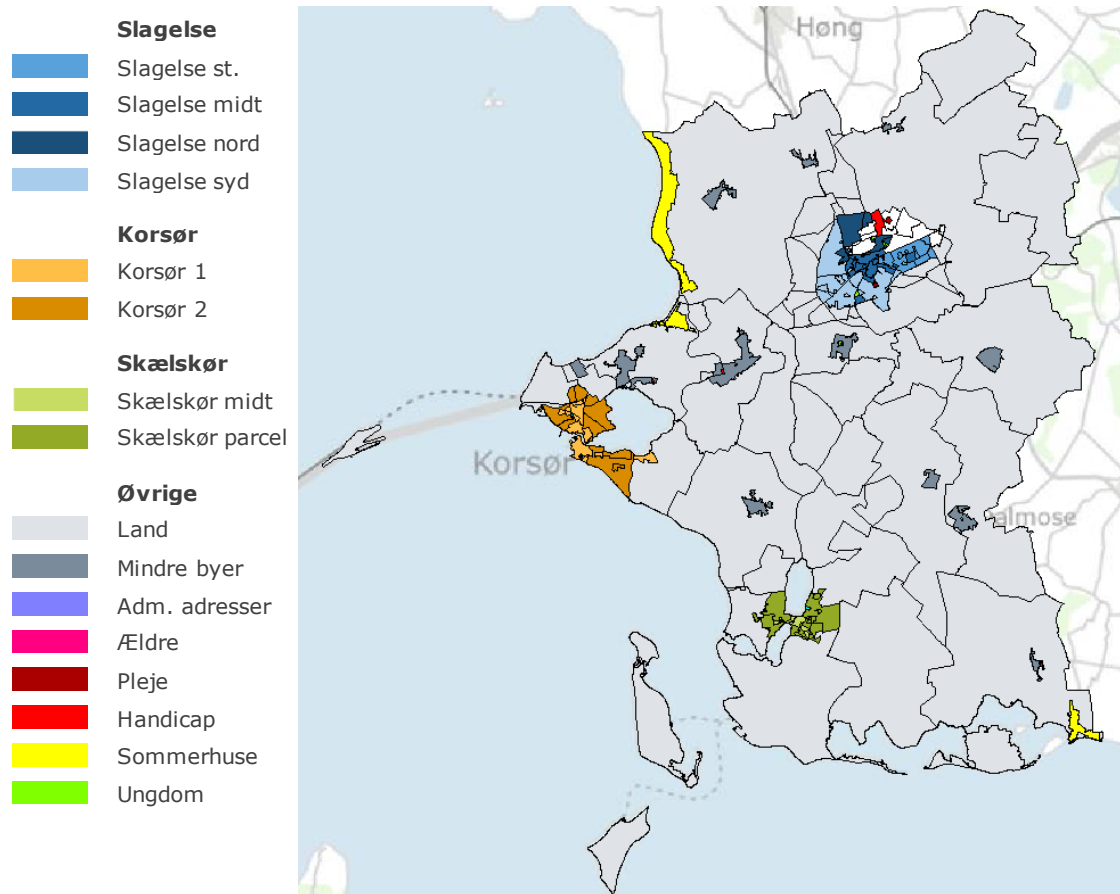 Slagelse
Slagelse st.
Slagelse midt
Slagelse nord
Slagelse syd
Korsør
Korsør 1
Korsør 2
Skælskør
Skælskør midt
Skælskør parcel
Øvrige
Land
Mindre byer
Adm. adresser
Ældre
Pleje
Handicap
Sommerhuse
Ungdom
Høng
Korsør
almose